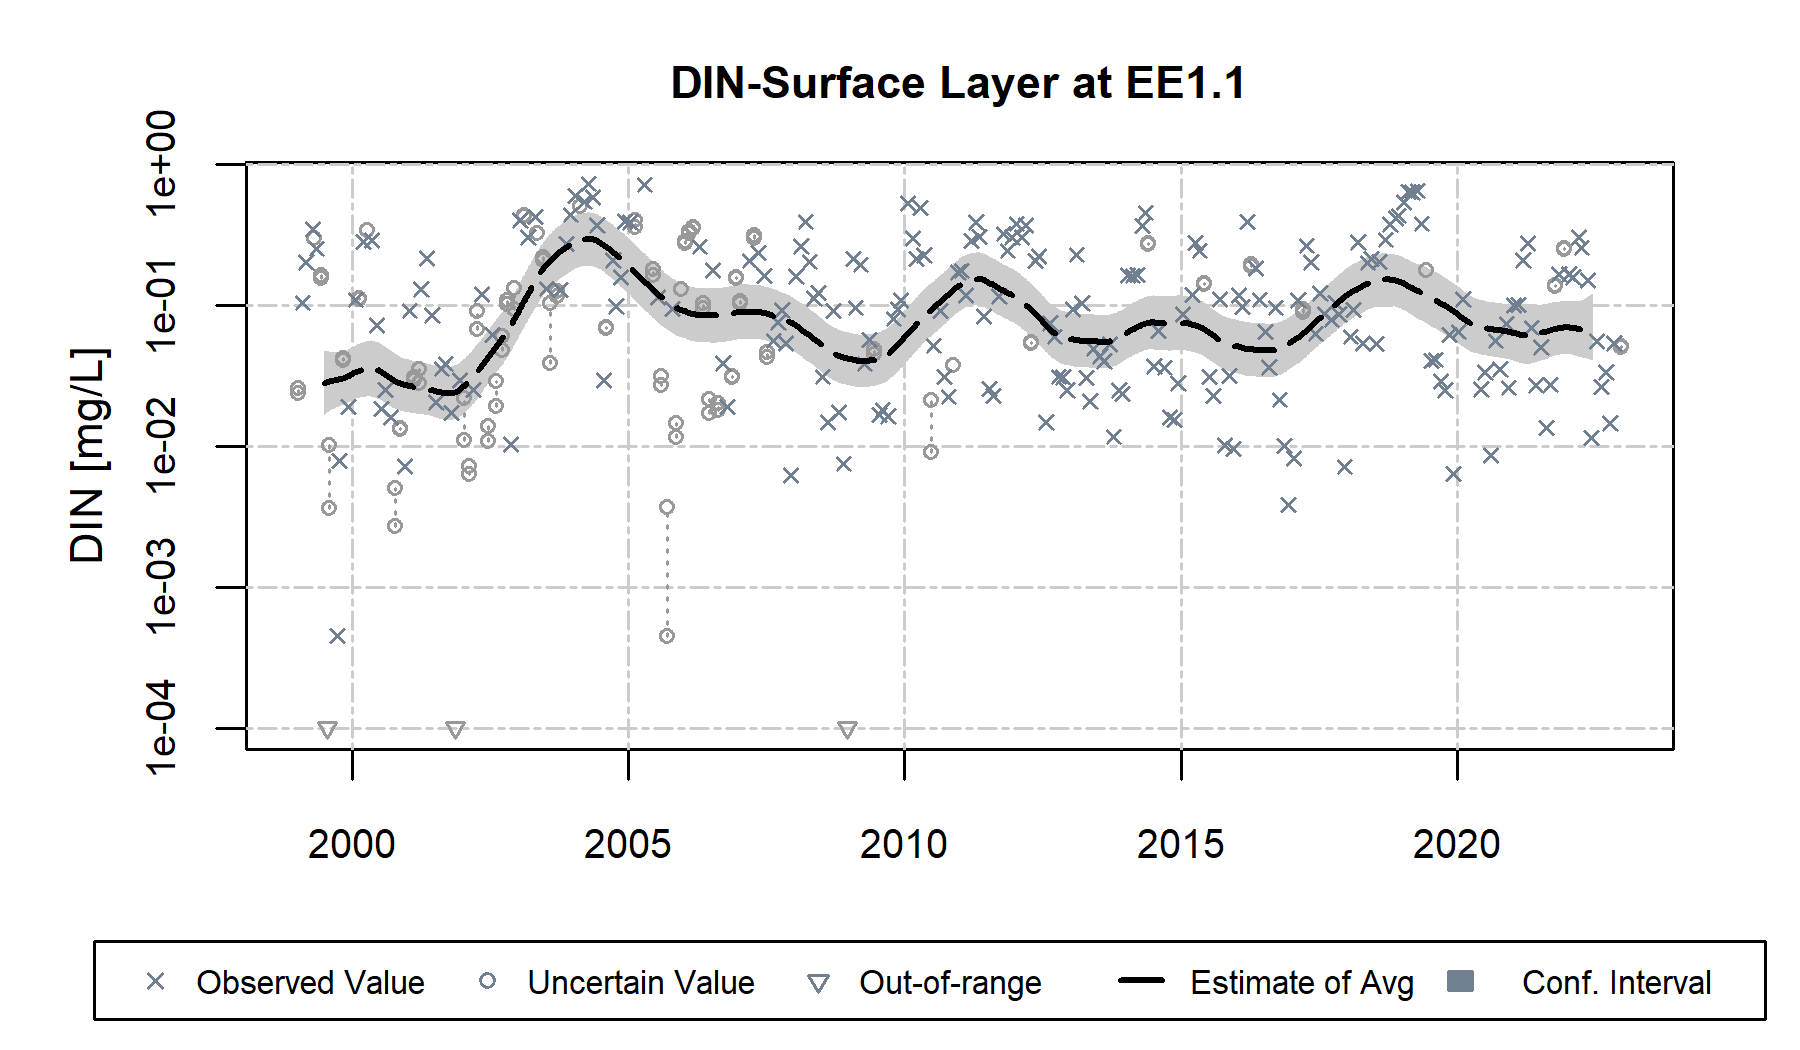 DIN-Surface Layer at EE1.1
DIN [mg/L]
1e+00
1e-01
1e-02
1e-03
1e-04
2000 2005 2010 2015 2020
Observed Value Uncertain Value Out-of-range Estimate of Avg Conf. Interval